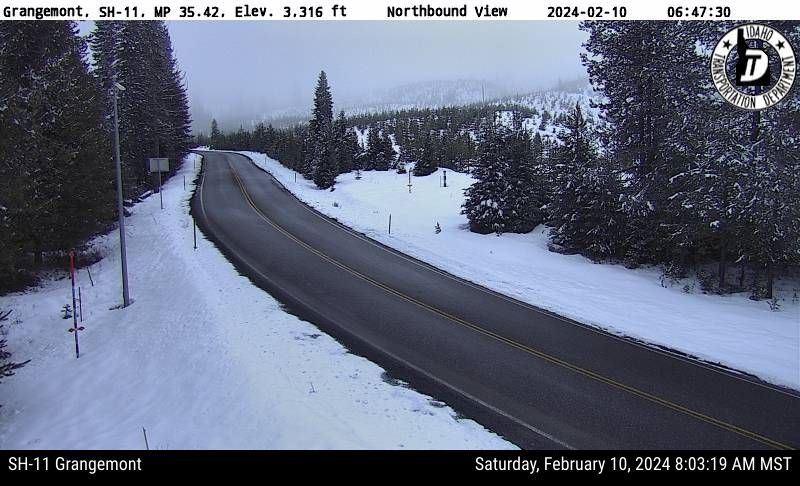 Grangemont, SH-11, MP 35.42, Elev. 3,316 ft Northbound View 2024-02-10 06:47:30
IDAHO
TRANSPORTATION DEPARTMENT
SH-11 Grangemont Saturday, February 10, 2024 8:03:19 AM MST